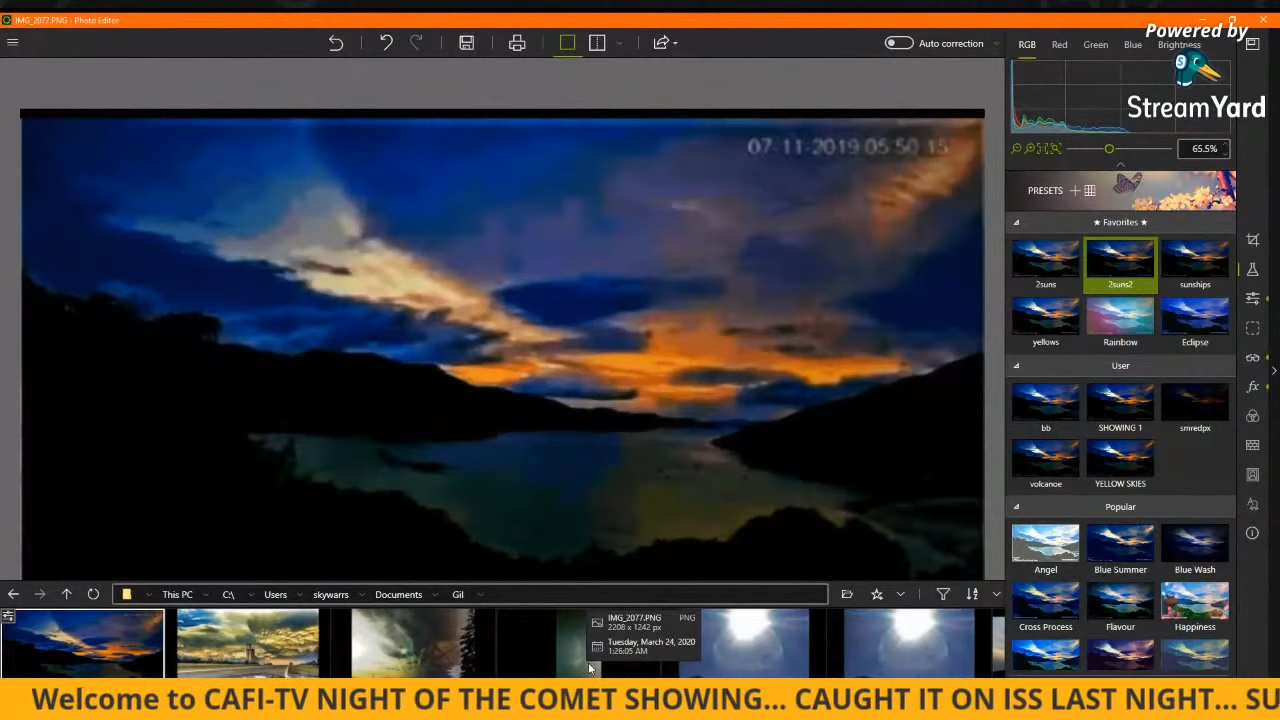 IMG_2077.PNG - Photo Editor
Powered by
StreamYard
Auto correction
RGB Red Green Blue Brightness
65.5%
07-11-2019 05 50 15
PRESETS
★ Favorites ★
2suns 2suns2 sunships
yellows Rainbow Eclipse
User
bb SHOWING 1 smredpx
volcano YELLOW SKIES
Popular
Angel Blue Summer Blue Wash
Cross Process Flavour Happiness
This PC C:\ Users skywarrs Documents Gil
IMG_2077.PNG PNG
2208 x 1242 px
Tuesday, March 24, 2020
1:26:05 AM
Welcome to CAFI-TV NIGHT OF THE COMET SHOWING... CAUGHT IT ON ISS LAST NIGHT... SU